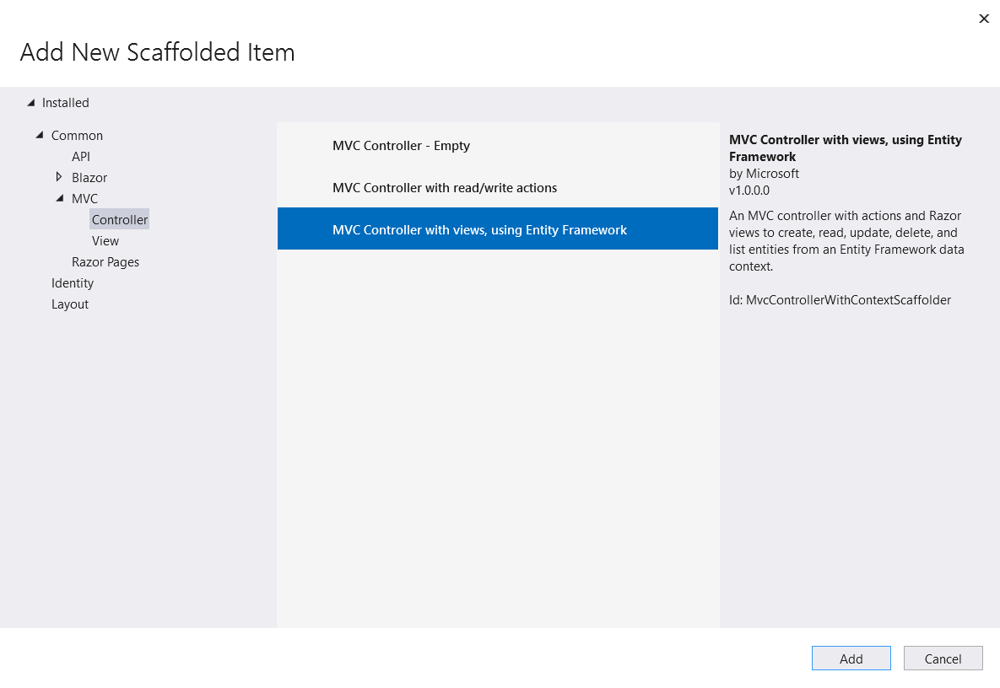 Add New Scaffolded Item
Installed
Common
API
Blazor
MVC
Controller
View
Razor Pages
Identity
Layout
MVC Controller - Empty
MVC Controller with read/write actions
MVC Controller with views, using Entity Framework
MVC Controller with views, using Entity
Framework
by Microsoft
v1.0.0.0
An MVC controller with actions and Razor
views to create, read, update, delete, and
list entities from an Entity Framework data
context.
Id: MvcControllerWithContextScaffolder
Add
Cancel